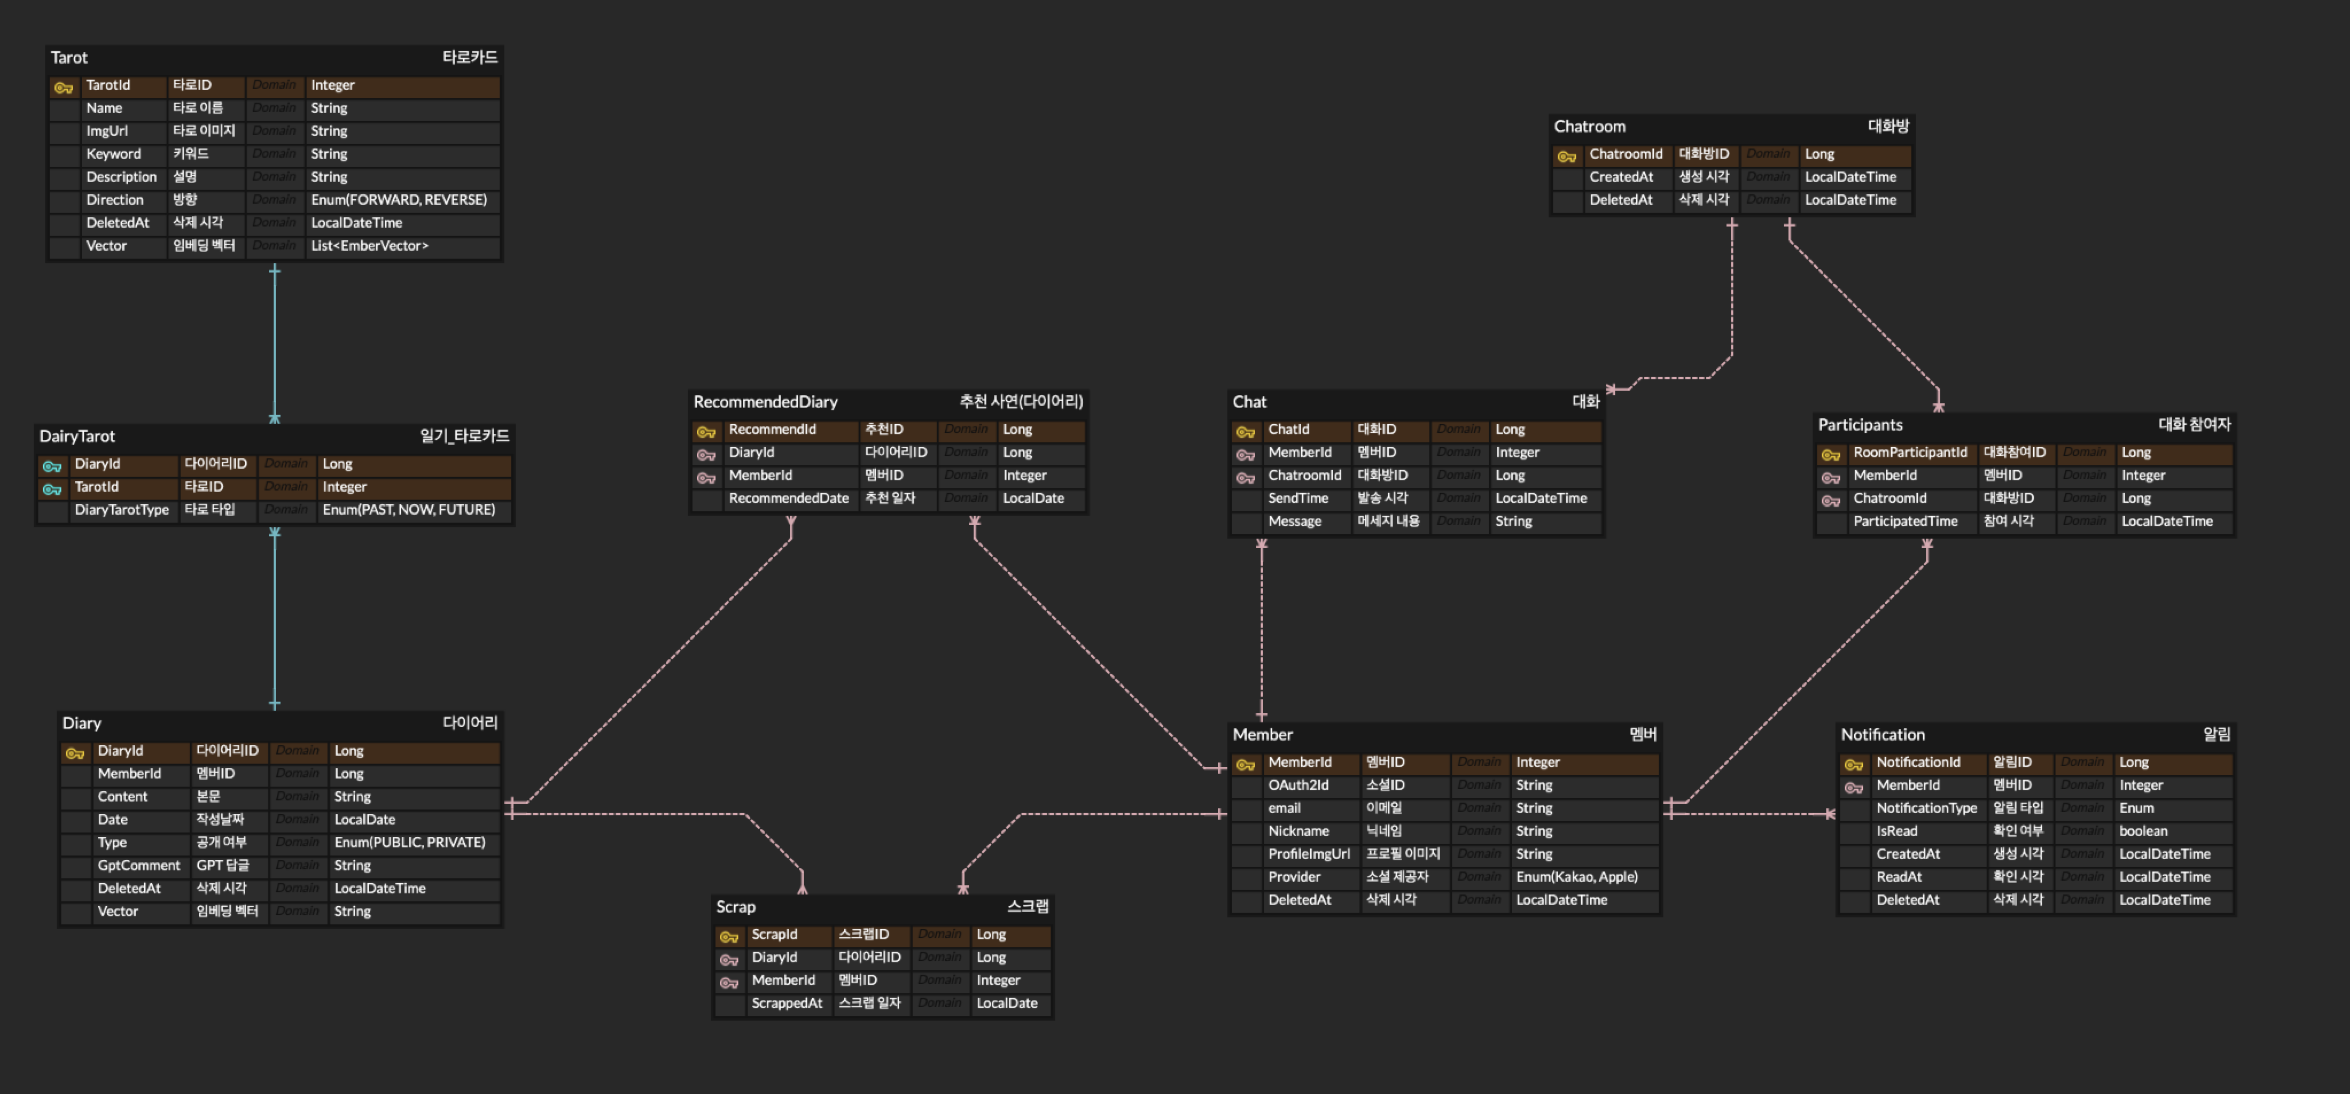 Tarot 타로카드
TarotId 타로ID Domain Integer
Name 타로 이름 Domain String
ImgUrl 타로 이미지 Domain String
Keyword 키워드 Domain String
Description 설명 Domain String
Direction 방향 Domain Enum(FORWARD, REVERSE)
DeletedAt 삭제 시각 Domain LocalDateTime
Vector 임베딩 벡터 Domain List<EmberVector>
DairyTarot 일기_타로카드
DiaryId 다이어리ID Domain Long
TarotId 타로ID Domain Integer
DiaryTarotType 타로 타입 Domain Enum(PAST, NOW, FUTURE)
Diary 다이어리
DiaryId 다이어리ID Domain Long
MemberId 멤버ID Domain Long
Content 본문 Domain String
Date 작성날짜 Domain LocalDate
Type 공개 여부 Domain Enum(PUBLIC, PRIVATE)
GptComment GPT 답글 Domain String
DeletedAt 삭제 시각 Domain LocalDateTime
Vector 임베딩 벡터 Domain String
RecommendedDiary 추천 사연(다이어리)
RecommendId 추천ID Domain Long
DiaryId 다이어리ID Domain Long
MemberId 멤버ID Domain Integer
RecommendedDate 추천 일자 Domain LocalDate
Scrap 스크랩
ScrapId 스크랩ID Domain Long
DiaryId 다이어리ID Domain Long
MemberId 멤버ID Domain Integer
ScrappedAt 스크랩 일자 Domain LocalDate
Chatroom 대화방
ChatroomId 대화방ID Domain Long
CreatedAt 생성 시각 Domain LocalDateTime
DeletedAt 삭제 시각 Domain LocalDateTime
Chat 대화
ChatId 대화ID Domain Long
MemberId 멤버ID Domain Integer
ChatroomId 대화방ID Domain Long
SendTime 발송 시각 Domain LocalDateTime
Message 메세지 내용 Domain String
Participants 대화 참여자
RoomParticipantId 대화참여ID Domain Long
MemberId 멤버ID Domain Integer
ChatroomId 대화방ID Domain Long
ParticipatedTime 참여 시각 Domain LocalDateTime
Member 멤버
MemberId 멤버ID Domain Integer
OAuth2Id 소셜ID Domain String
email 이메일 Domain String
Nickname 닉네임 Domain String
ProfileImgUrl 프로필 이미지 Domain String
Provider 소셜 제공자 Domain Enum(Kakao, Apple)
DeletedAt 삭제 시각 Domain LocalDateTime
Notification 알림
NotificationId 알림ID Domain Long
MemberId 멤버ID Domain Integer
NotificationType 알림 타입 Domain Enum
IsRead 확인 여부 Domain boolean
CreatedAt 생성 시각 Domain LocalDateTime
ReadAt 확인 시각 Domain LocalDateTime
DeletedAt 삭제 시각 Domain LocalDateTime